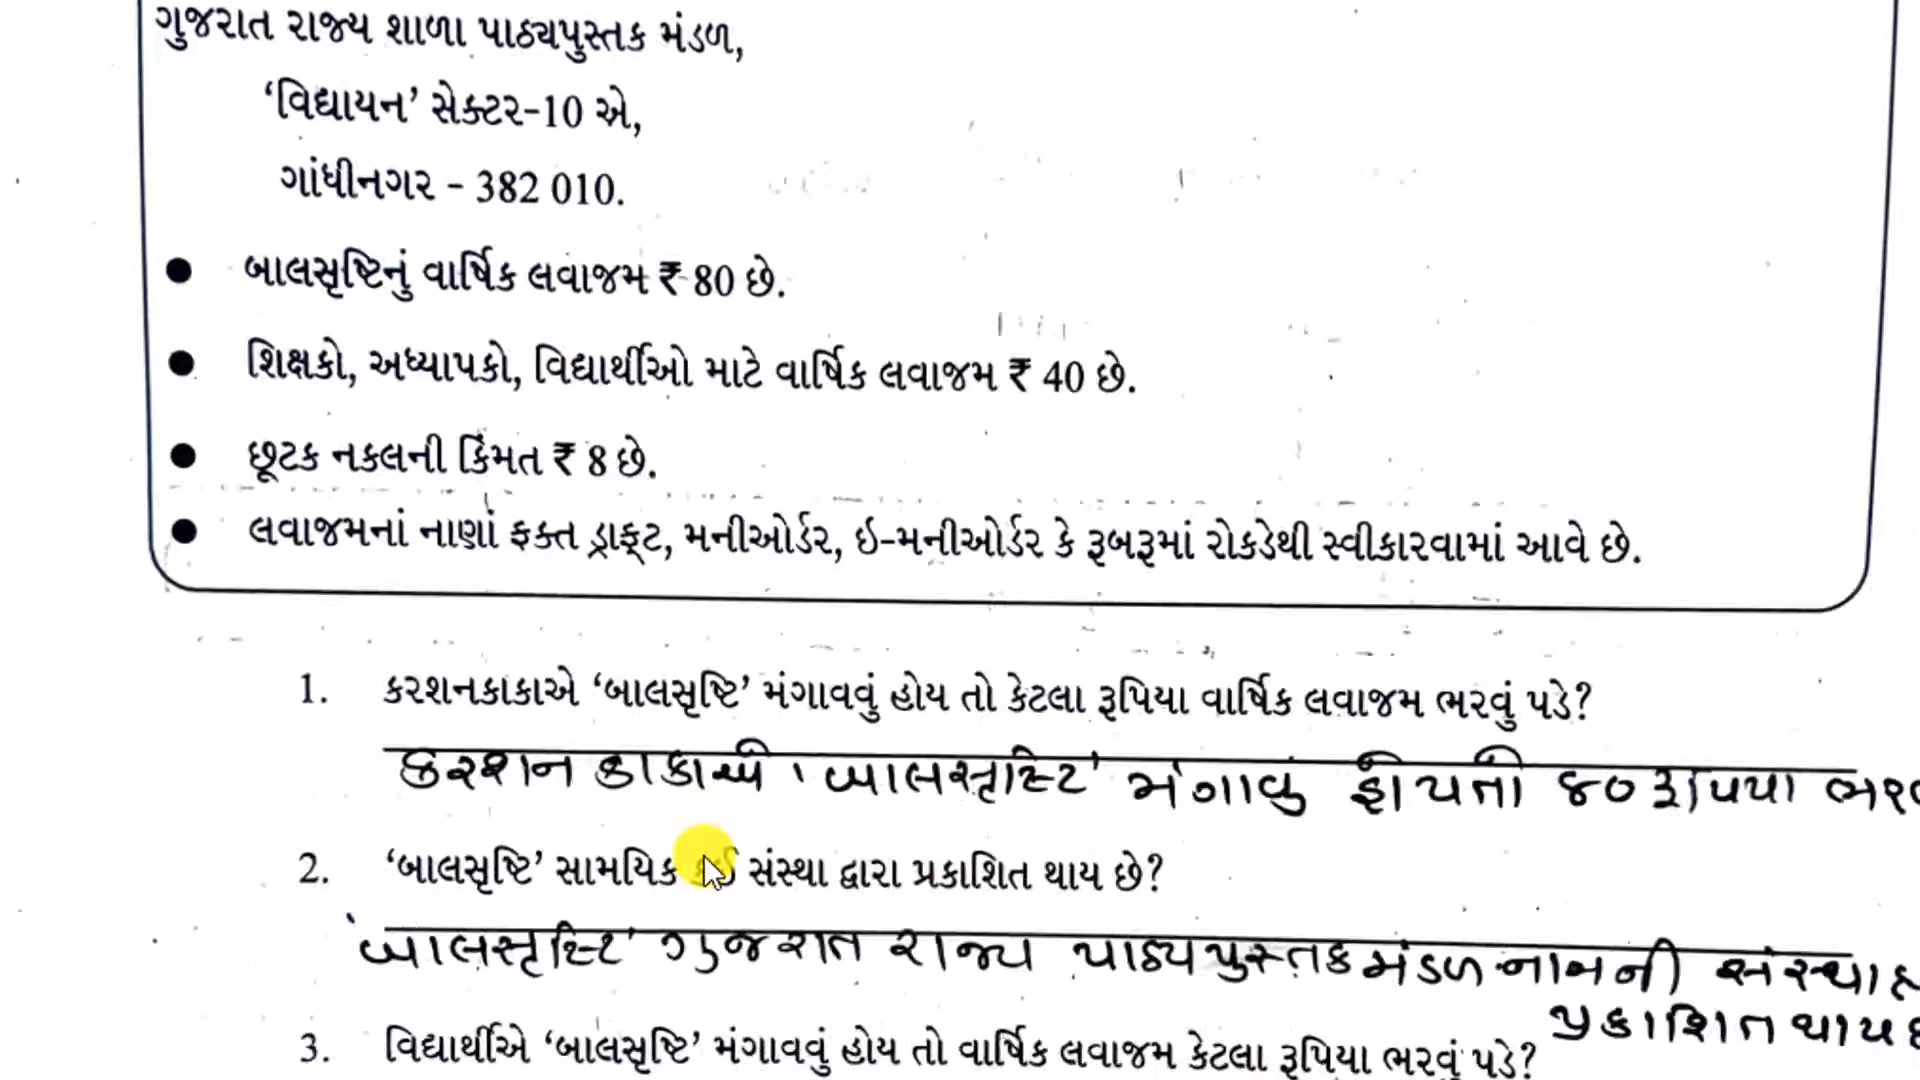 ગુજરાત રાજ્ય શાળા પાઠ્યપુસ્તક મંડળ,
‘વિદ્યાયન’ સેક્ટર-10 એ,
ગાંધીનગર - 382 010.
● બાલસૃષ્ટિનું વાર્ષિક લવાજમ ₹ 80 છે.
● શિક્ષકો, અધ્યાપકો, વિદ્યાર્થીઓ માટે વાર્ષિક લવાજમ ₹ 40 છે.
● છૂટક નકલની કિંમત ₹ 8 છે.
● લવાજમનાં નાણાં ફક્ત ડ્રાફ્ટ, મનીઓર્ડર, ઇ-મનીઓર્ડર કે રૂબરૂમાં રોકડેથી સ્વીકારવામાં આવે છે.
1. કરશનકાકાએ ‘બાલસૃષ્ટિ’ મંગાવવું હોય તો કેટલા રૂપિયા વાર્ષિક લવાજમ ભરવું પડે?
કરશન કાકાએ 'બાલસૃષ્ટિ' મંગાવું હોયતો ૪૦ રૂપિયા
2. ‘બાલસૃષ્ટિ’ સામયિક કઈ સંસ્થા દ્વારા પ્રકાશિત થાય છે?
'બાલસૃષ્ટિ' ગુજરાત રાજ્ય પાઠ્યપુસ્તક મંડળ નામની સંસ્થા
પ્રકાશિત થાય
3. વિદ્યાર્થીએ ‘બાલસૃષ્ટિ’ મંગાવવું હોય તો વાર્ષિક લવાજમ કેટલા રૂપિયા ભરવું પડે?